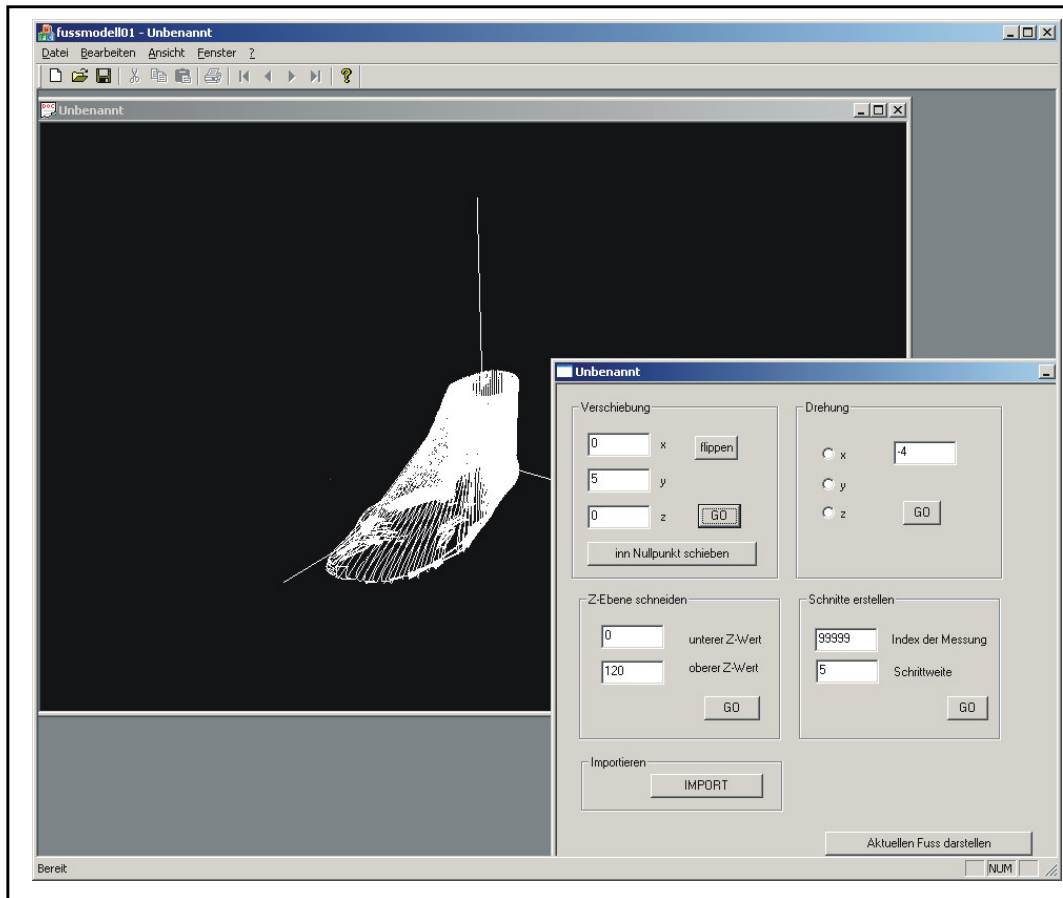 fussmodell01 - Unbenannt
Datei Bearbeiten Ansicht Fenster ?
Unbenannt
Unbenannt
Verschiebung
0 x flippen
5 y
0 z GO
inn Nullpunkt schieben
Drehung
x -4
y
z GO
Z-Ebene schneiden
0 unterer Z-Wert
120 oberer Z-Wert
GO
Schnitte erstellen
99999 Index der Messung
5 Schrittweite
GO
Importieren
IMPORT
Aktuellen Fuss darstellen
Bereit NUM